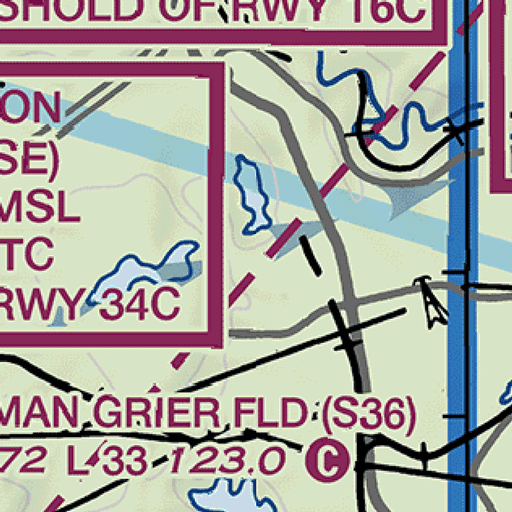 SHOLD OF RWY 16C
ON
SE)
MSL
TC
RWY 34C
MAN GRIER FLD (S36)
72 L 33 123.0 C